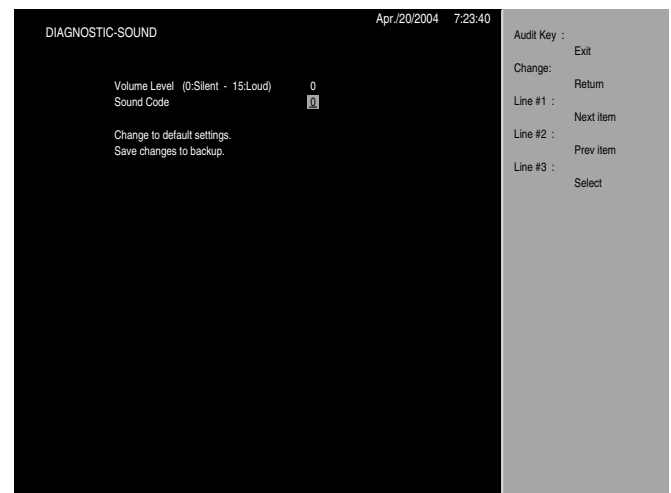 DIAGNOSTIC-SOUND
Apr./20/2004 7:23:40
Volume Level (0:Silent - 15:Loud) 0
Sound Code 0
Change to default settings.
Save changes to backup.
Audit Key :
Exit
Change:
Return
Line #1 :
Next item
Line #2 :
Prev item
Line #3 :
Select